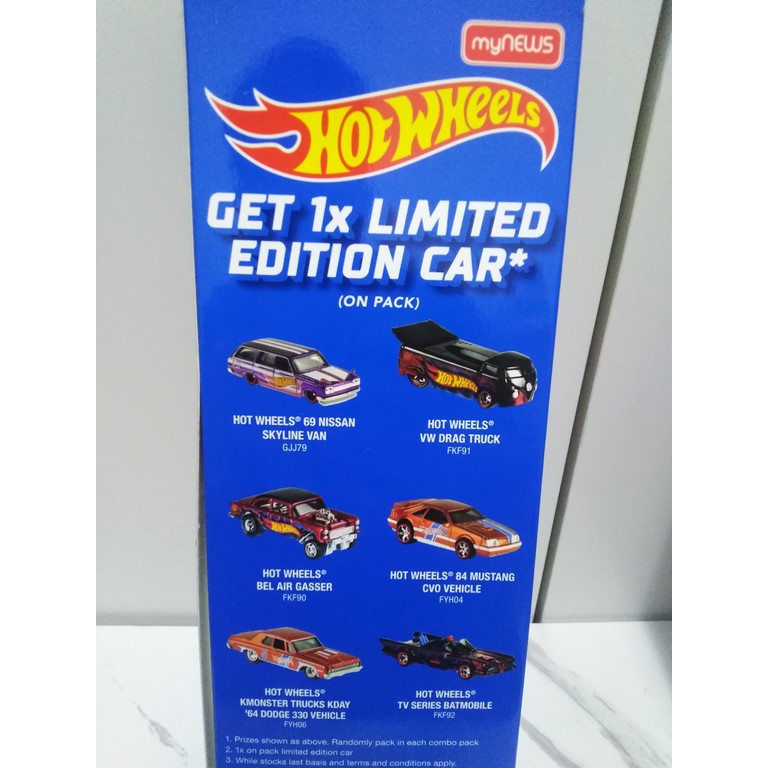 myNEWS
HOT WHEELS®
GET 1x LIMITED
EDITION CAR*
(ON PACK)
HOT WHEELS
HOT WHEELS® 69 NISSAN
SKYLINE VAN
GJJ79
HOT WHEELS®
VW DRAG TRUCK
FKF91
HOT WHEELS
HOT WHEELS®
BEL AIR GASSER
FKF90
HOT WHEELS® 84 MUSTANG
CVO VEHICLE
FYH04
HOT WHEELS®
KMONSTER TRUCKS KDAY
'64 DODGE 330 VEHICLE
FYH06
HOT WHEELS®
TV SERIES BATMOBILE
FKF92
1. Prizes shown as above. Randomly pack in each combo pack
2. 1x on pack limited edition car
3. While stocks last basis and terms and conditions apply.